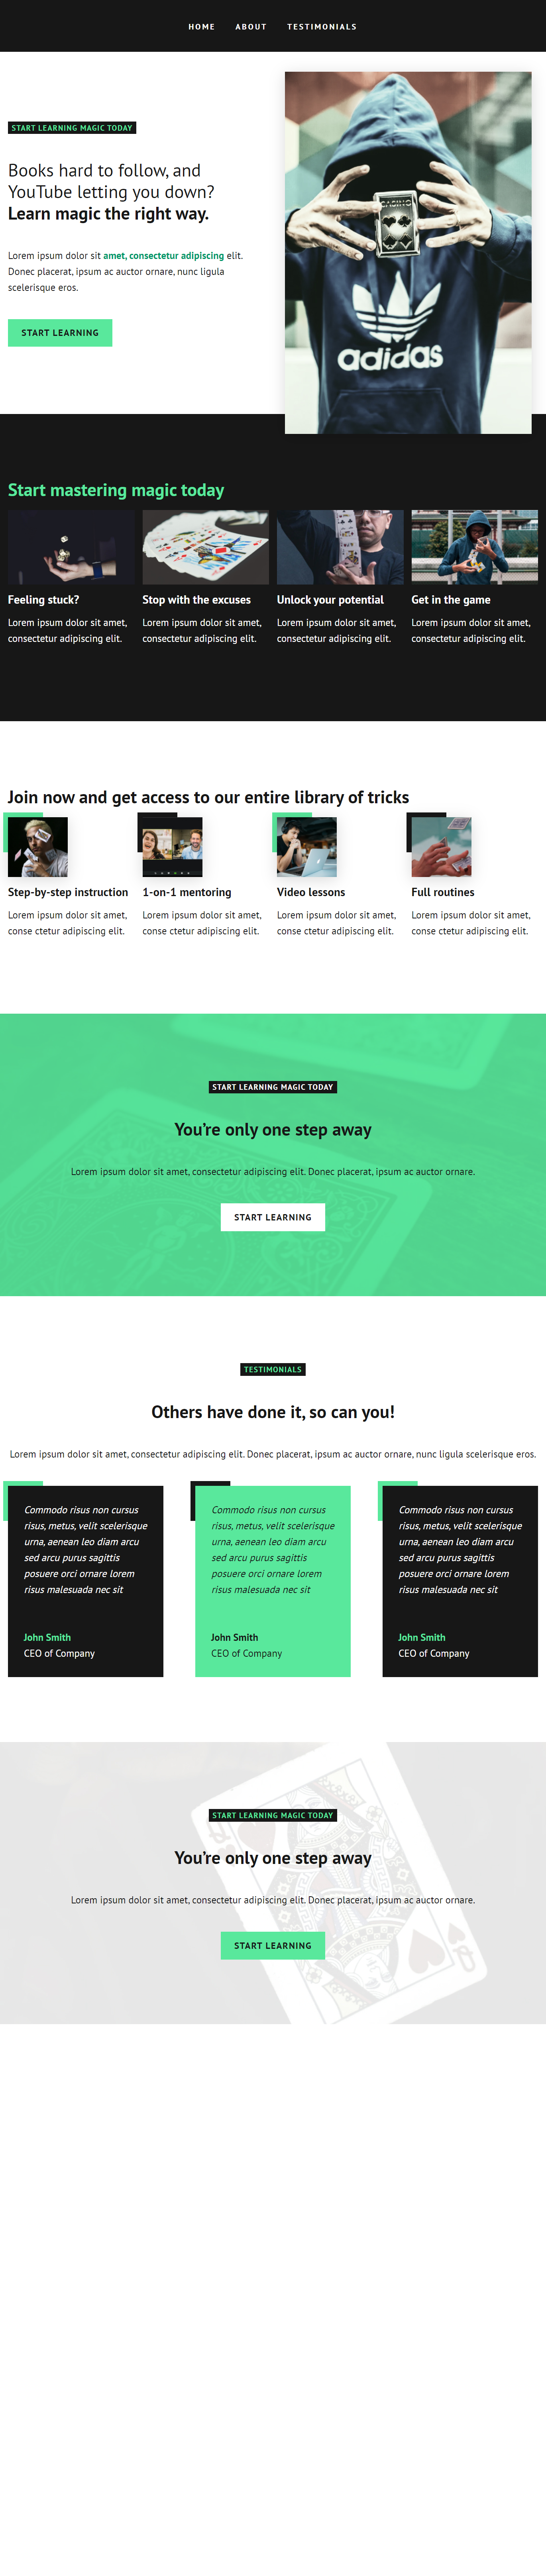 HOME ABOUT TESTIMONIALS
START LEARNING MAGIC TODAY
Books hard to follow, and
YouTube letting you down?
Learn magic the right way.
Lorem ipsum dolor sit amet, consectetur adipiscing elit.
Donec placerat, ipsum ac auctor ornare, nunc ligula
scelerisque eros.
START LEARNING
CASINO
adidas
Start mastering magic today
Feeling stuck?
Lorem ipsum dolor sit amet,
consectetur adipiscing elit.
Stop with the excuses
Lorem ipsum dolor sit amet,
consectetur adipiscing elit.
Unlock your potential
Lorem ipsum dolor sit amet,
consectetur adipiscing elit.
Get in the game
Lorem ipsum dolor sit amet,
consectetur adipiscing elit.
Join now and get access to our entire library of tricks
Step-by-step instruction
Lorem ipsum dolor sit amet,
conse ctetur adipiscing elit.
1-on-1 mentoring
Lorem ipsum dolor sit amet,
conse ctetur adipiscing elit.
Video lessons
Lorem ipsum dolor sit amet,
conse ctetur adipiscing elit.
Full routines
Lorem ipsum dolor sit amet,
conse ctetur adipiscing elit.
START LEARNING MAGIC TODAY
You're only one step away
Lorem ipsum dolor sit amet, consectetur adipiscing elit. Donec placerat, ipsum ac auctor ornare.
START LEARNING
TESTIMONIALS
Others have done it, so can you!
Lorem ipsum dolor sit amet, consectetur adipiscing elit. Donec placerat, ipsum ac auctor ornare, nunc ligula scelerisque eros.
Commodo risus non cursus
risus, metus, velit scelerisque
urna, aenean leo diam arcu
sed arcu purus sagittis
posuere orci ornare lorem
risus malesuada nec sit
John Smith
CEO of Company
Commodo risus non cursus
risus, metus, velit scelerisque
urna, aenean leo diam arcu
sed arcu purus sagittis
posuere orci ornare lorem
risus malesuada nec sit
John Smith
CEO of Company
Commodo risus non cursus
risus, metus, velit scelerisque
urna, aenean leo diam arcu
sed arcu purus sagittis
posuere orci ornare lorem
risus malesuada nec sit
John Smith
CEO of Company
START LEARNING MAGIC TODAY
You're only one step away
Lorem ipsum dolor sit amet, consectetur adipiscing elit. Donec placerat, ipsum ac auctor ornare.
START LEARNING
Q